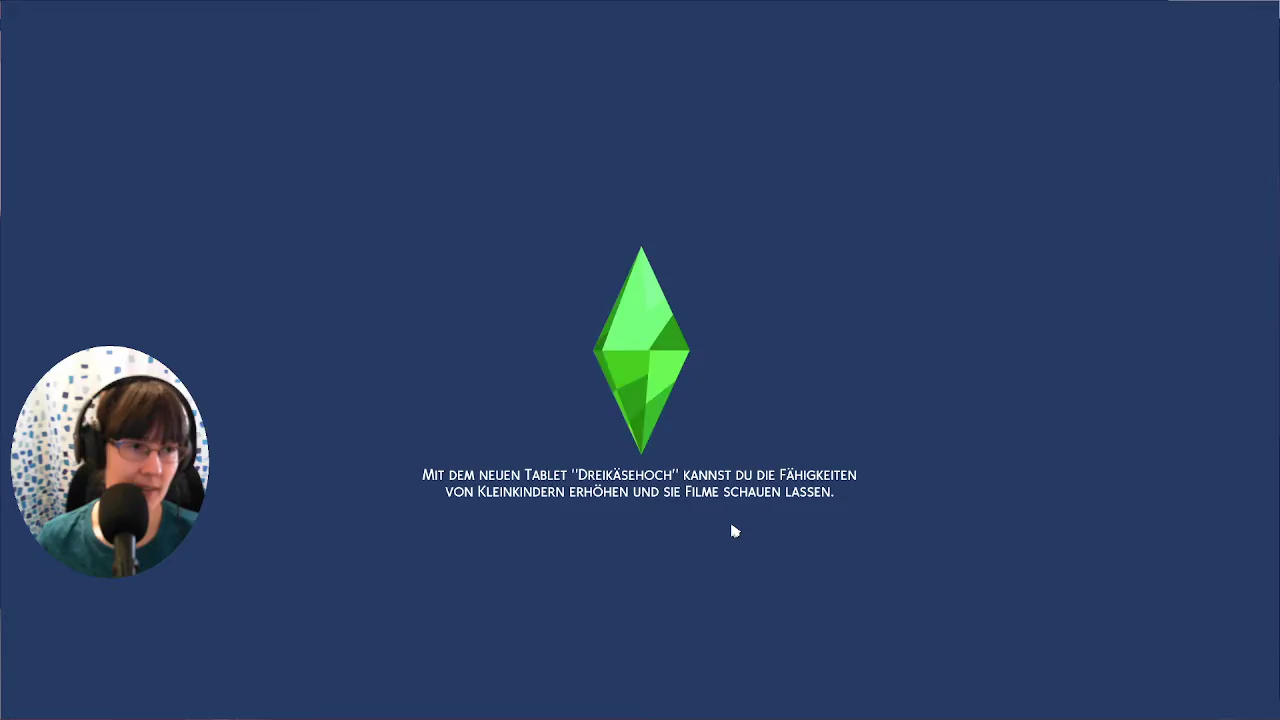 Mit dem neuen Tablet "Dreikäsehoch" kannst du die Fähigkeiten
von Kleinkindern erhöhen und sie Filme schauen lassen.